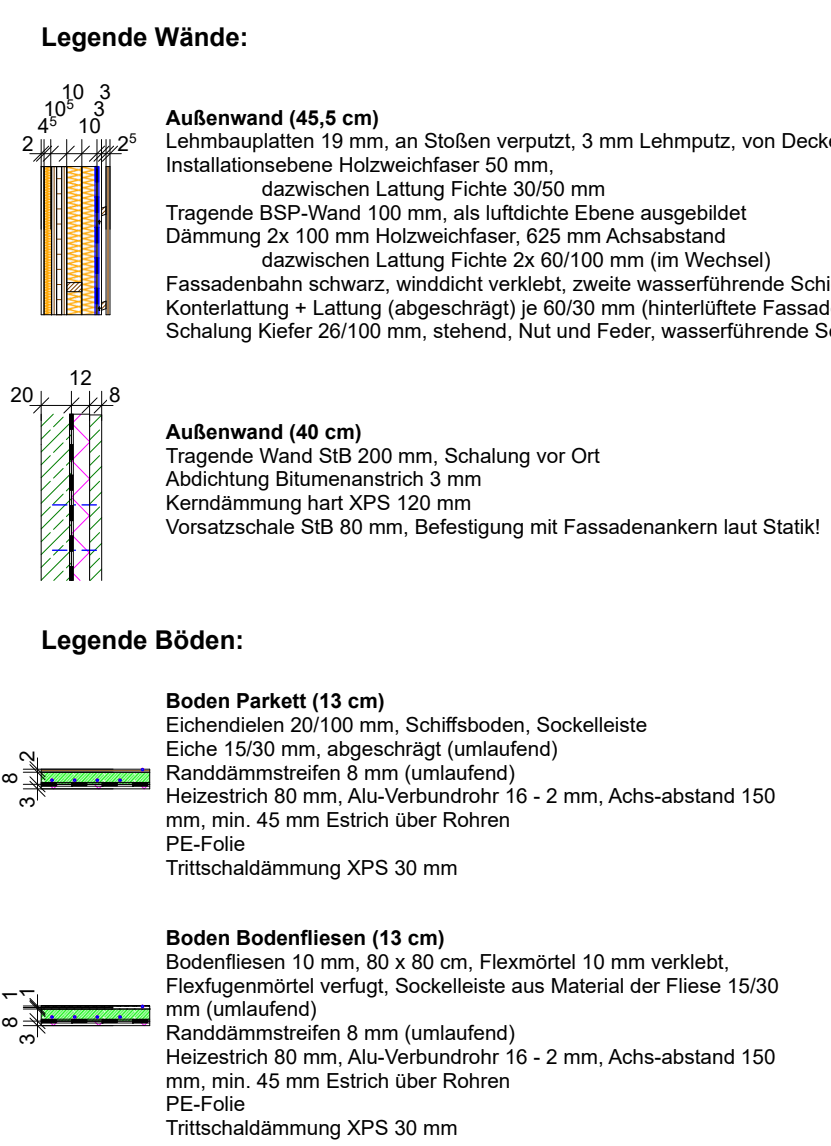 Legende Wände:
10 3
10⁵ 3
4⁵ 10
2 2⁵
Außenwand (45,5 cm)
Lehmbauplatten 19 mm, an Stoßen verputzt, 3 mm Lehmputz, von Decke
Installationsebene Holzweichfaser 50 mm,
dazwischen Lattung Fichte 30/50 mm
Tragende BSP-Wand 100 mm, als luftdichte Ebene ausgebildet
Dämmung 2x 100 mm Holzweichfaser, 625 mm Achsabstand
dazwischen Lattung Fichte 2x 60/100 mm (im Wechsel)
Fassadenbahn schwarz, winddicht verklebt, zweite wasserführende Schi
Konterlattung + Lattung (abgeschrägt) je 60/30 mm (hinterlüftete Fassad
Schalung Kiefer 26/100 mm, stehend, Nut und Feder, wasserführende S
12
20 8
Außenwand (40 cm)
Tragende Wand StB 200 mm, Schalung vor Ort
Abdichtung Bitumenanstrich 3 mm
Kerndämmung hart XPS 120 mm
Vorsatzschale StB 80 mm, Befestigung mit Fassadenankern laut Statik!
Legende Böden:
2
8
3
Boden Parkett (13 cm)
Eichendielen 20/100 mm, Schiffsboden, Sockelleiste
Eiche 15/30 mm, abgeschrägt (umlaufend)
Randdämmstreifen 8 mm (umlaufend)
Heizestrich 80 mm, Alu-Verbundrohr 16 - 2 mm, Achs-abstand 150
mm, min. 45 mm Estrich über Rohren
PE-Folie
Trittschaldämmung XPS 30 mm
1 1
8
3
Boden Bodenfliesen (13 cm)
Bodenfliesen 10 mm, 80 x 80 cm, Flexmörtel 10 mm verklebt,
Flexfugenmörtel verfugt, Sockelleiste aus Material der Fliese 15/30
mm (umlaufend)
Randdämmstreifen 8 mm (umlaufend)
Heizestrich 80 mm, Alu-Verbundrohr 16 - 2 mm, Achs-abstand 150
mm, min. 45 mm Estrich über Rohren
PE-Folie
Trittschaldämmung XPS 30 mm